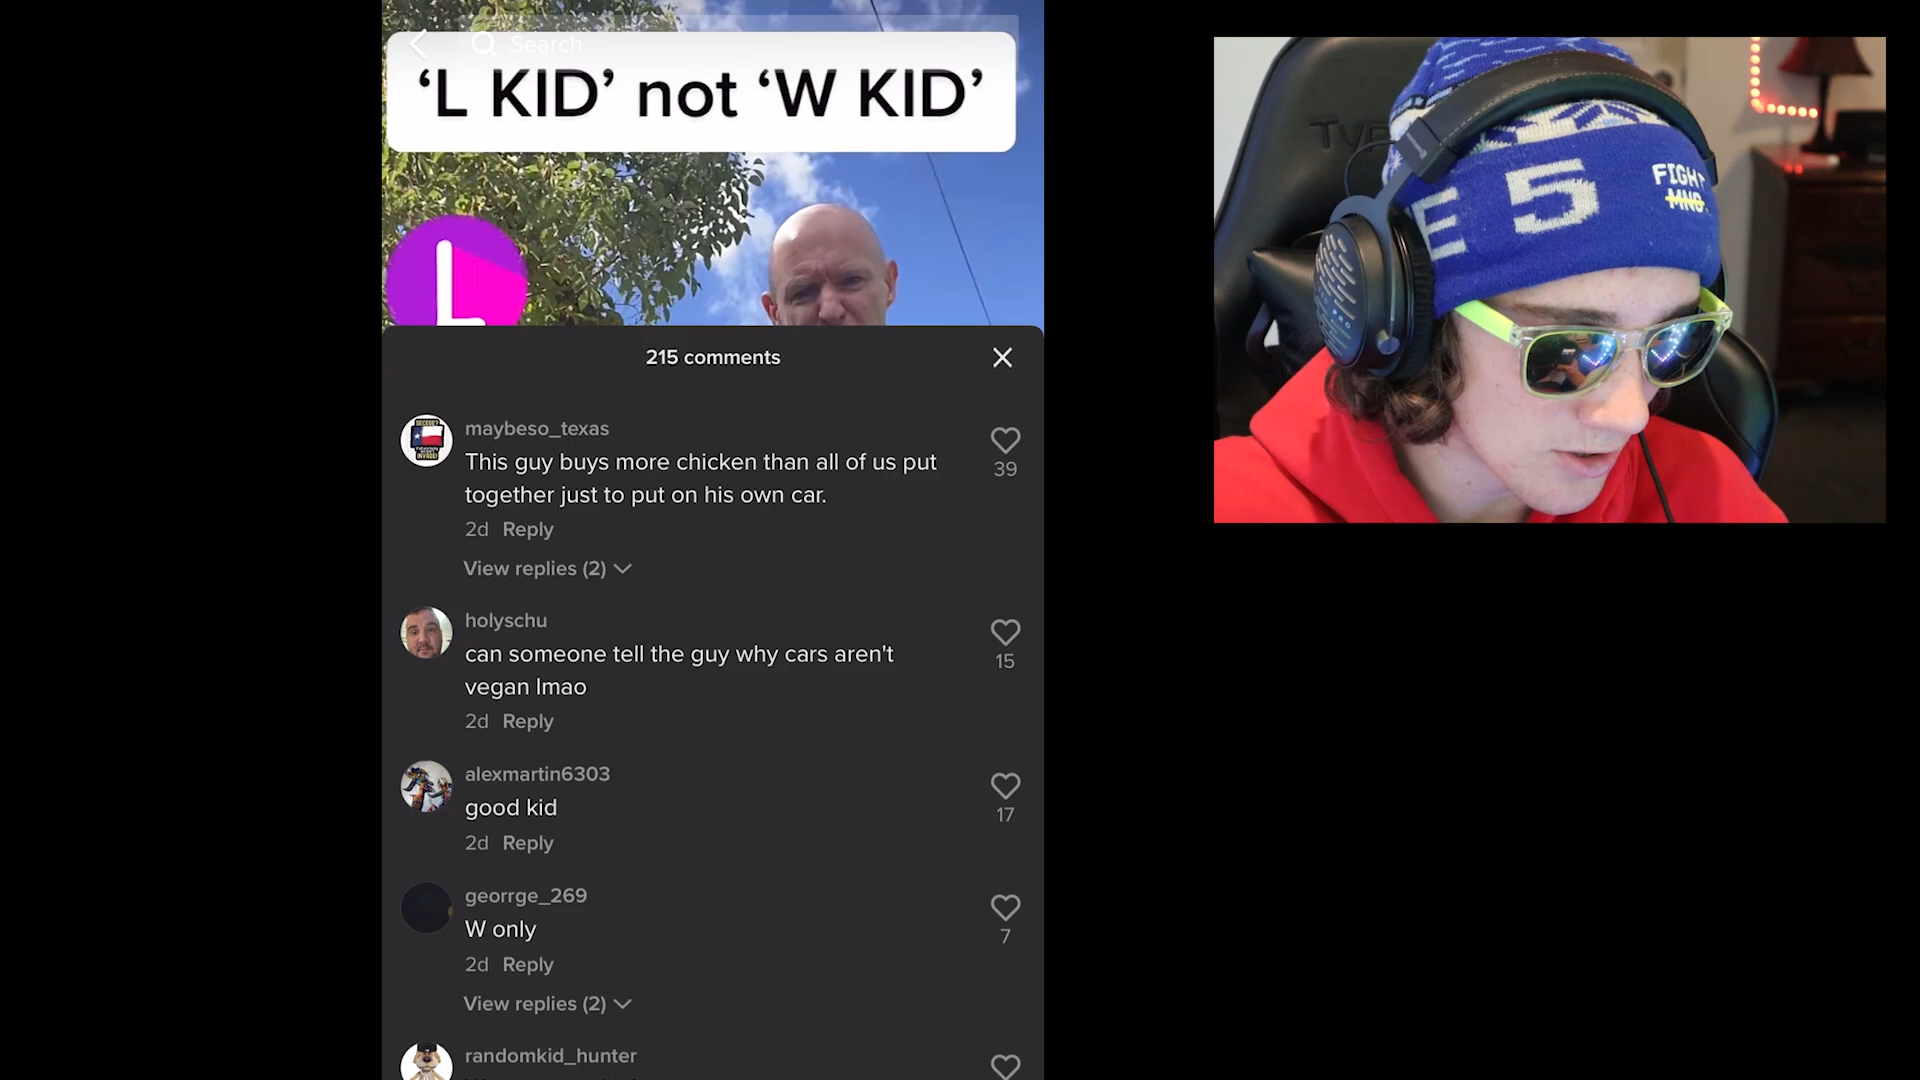 Search
‘L KID’ not ‘W KID’
L
215 comments
maybeso_texas
This guy buys more chicken than all of us put
together just to put on his own car.
39
2d Reply
View replies (2)
holyschu
can someone tell the guy why cars aren't
vegan lmao
15
2d Reply
alexmartin6303
good kid
17
2d Reply
georrge_269
W only
7
2d Reply
View replies (2)
randomkid_hunter
E 5
FIGHT
MND
PRO